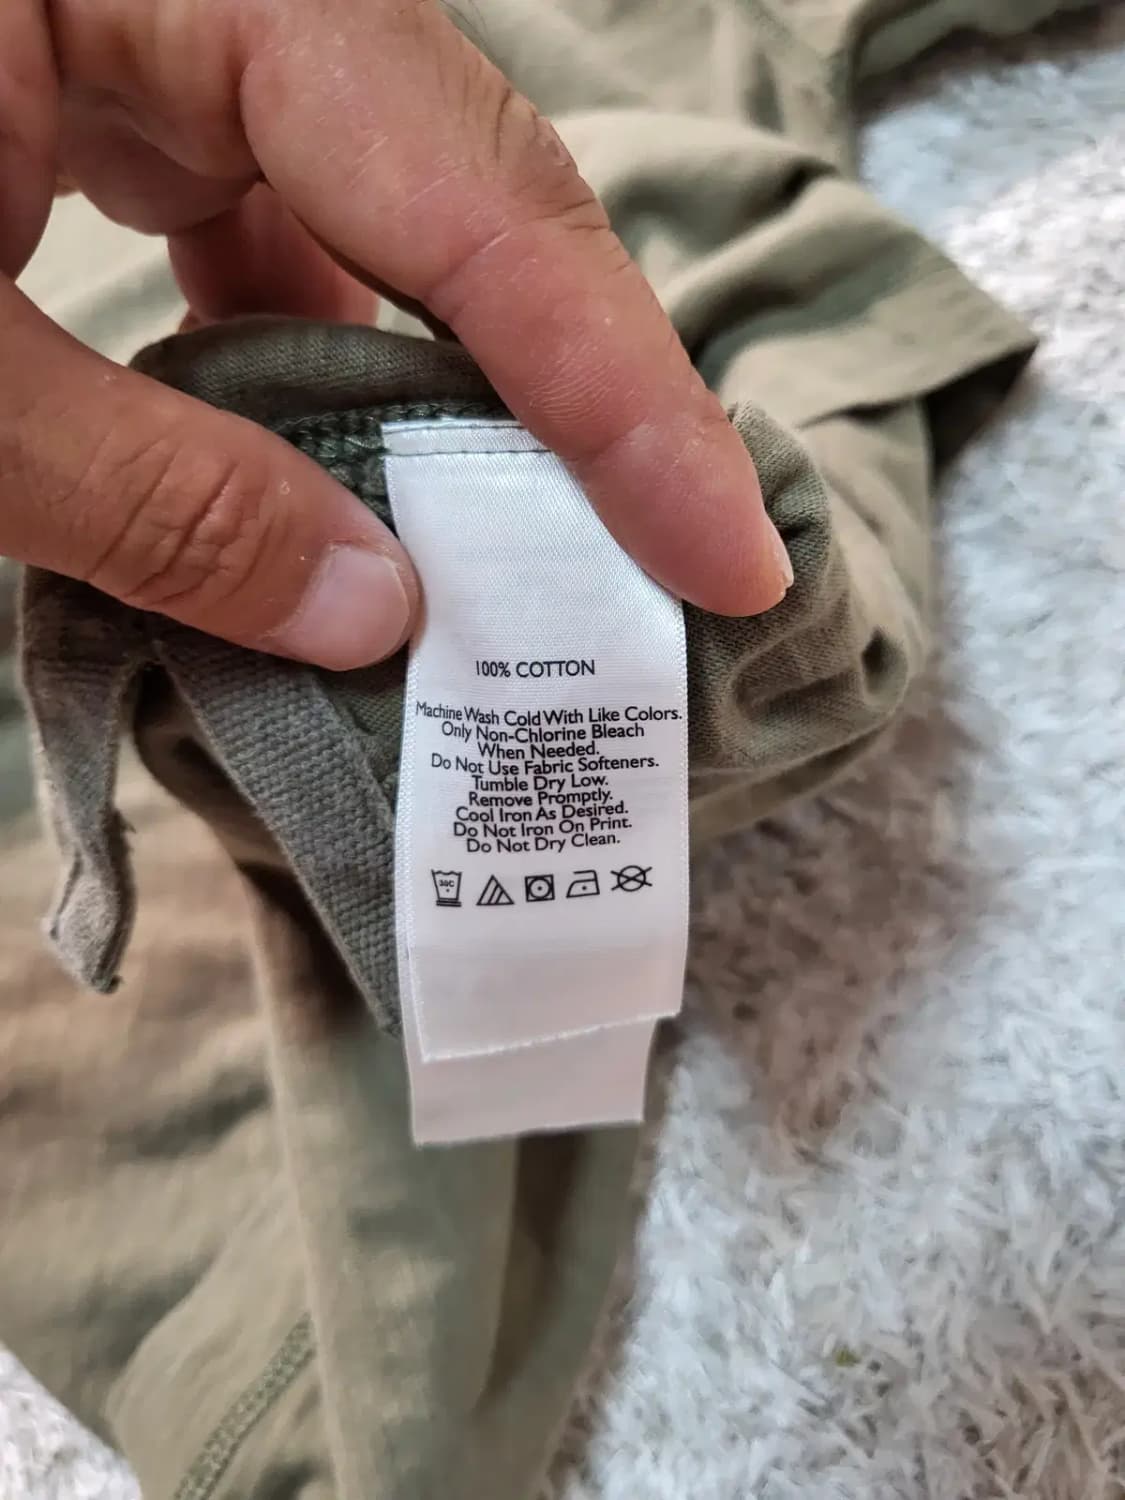 100% COTTON
Machine Wash Cold With Like Colors.
Only Non-Chlorine Bleach
When Needed.
Do Not Use Fabric Softeners.
Tumble Dry Low.
Remove Promptly.
Cool Iron As Desired.
Do Not Iron On Print.
Do Not Dry Clean.
30C